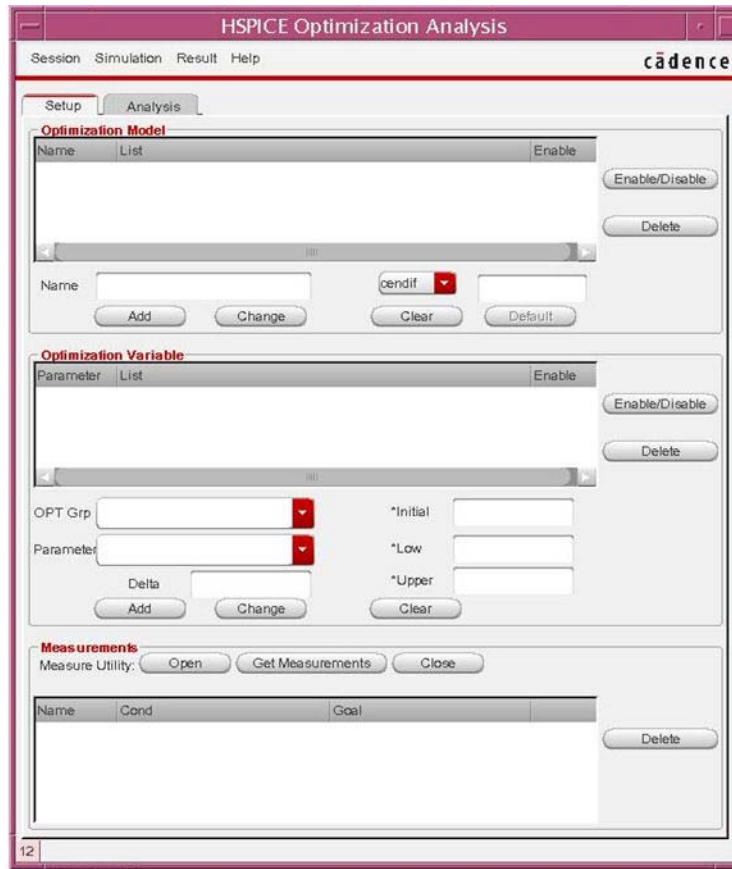 HSPICE Optimization Analysis
Session Simulation Result Help
cādence
Setup Analysis
Optimization Model
Name List Enable
Enable/Disable
Delete
Name cendif
Add Change Clear Default
Optimization Variable
Parameter List Enable
Enable/Disable
Delete
OPT Grp *Initial
Parameter *Low
Delta *Upper
Add Change Clear
Measurements
Measure Utility: Open Get Measurements Close
Name Cond Goal
Delete
12